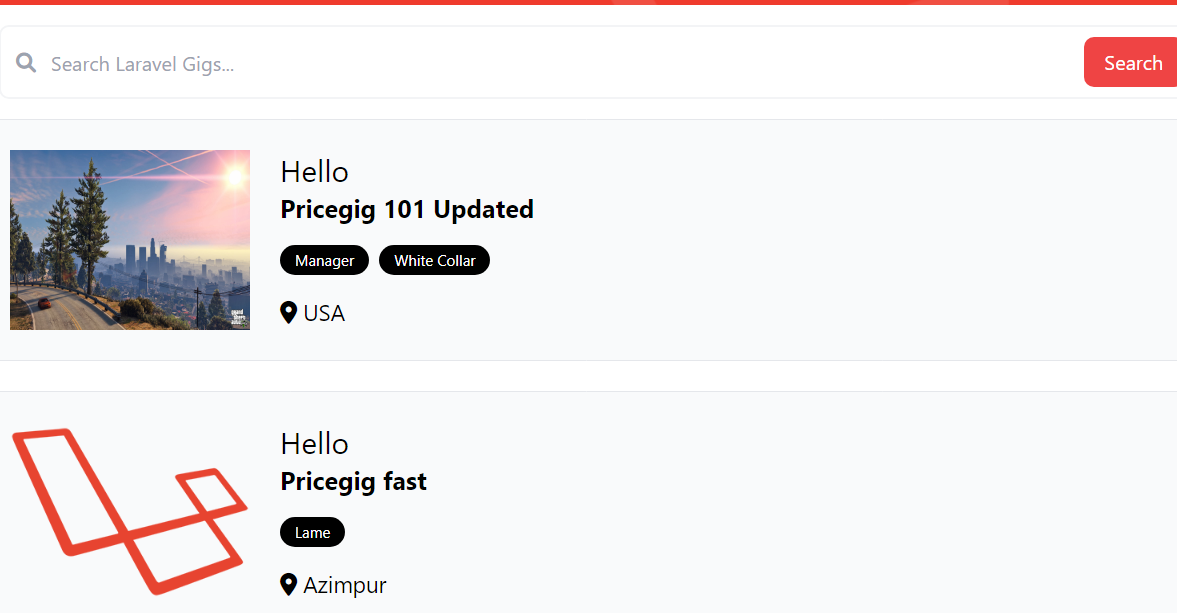 Search Laravel Gigs...
Search
Hello
Pricegig 101 Updated
Manager
White Collar
USA
Hello
Pricegig fast
Lame
Azimpur